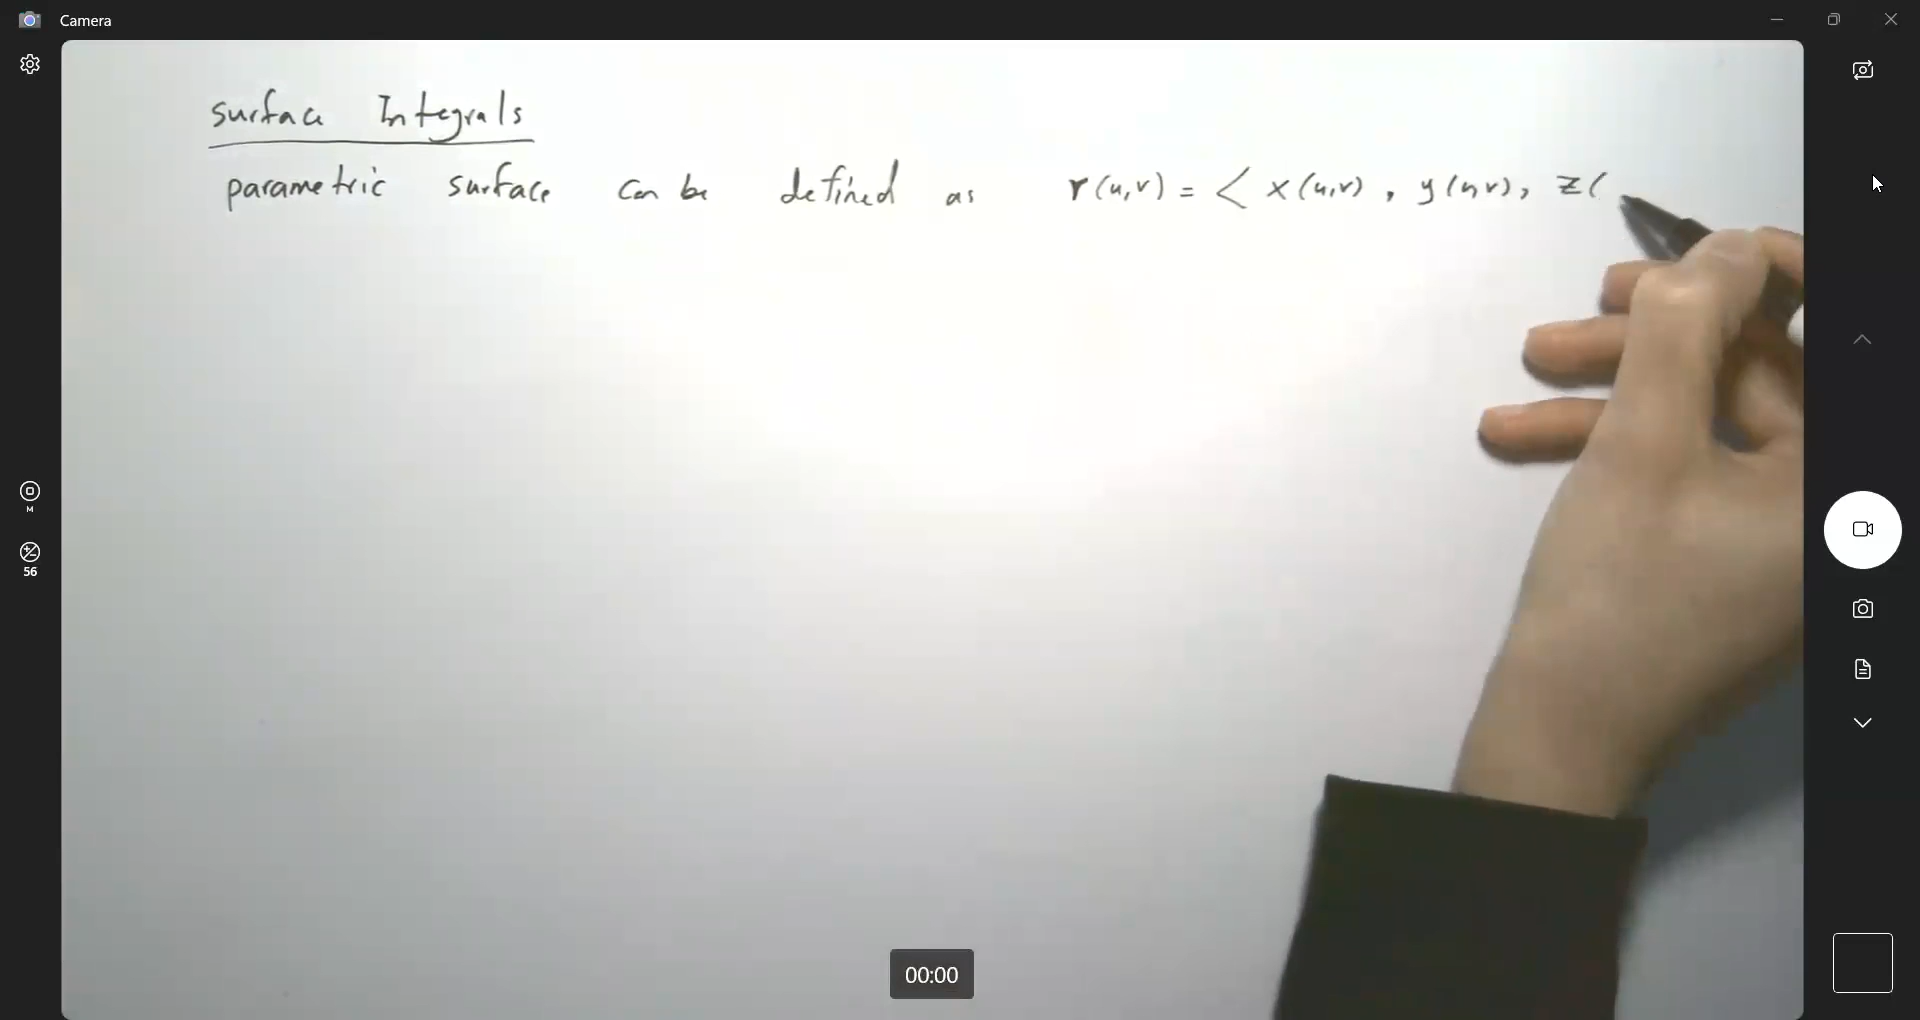 Camera
surface Integrals
parametric surface can be defined as r(u,v) = < x(u,v), y(u,v), z(
M
56
00:00